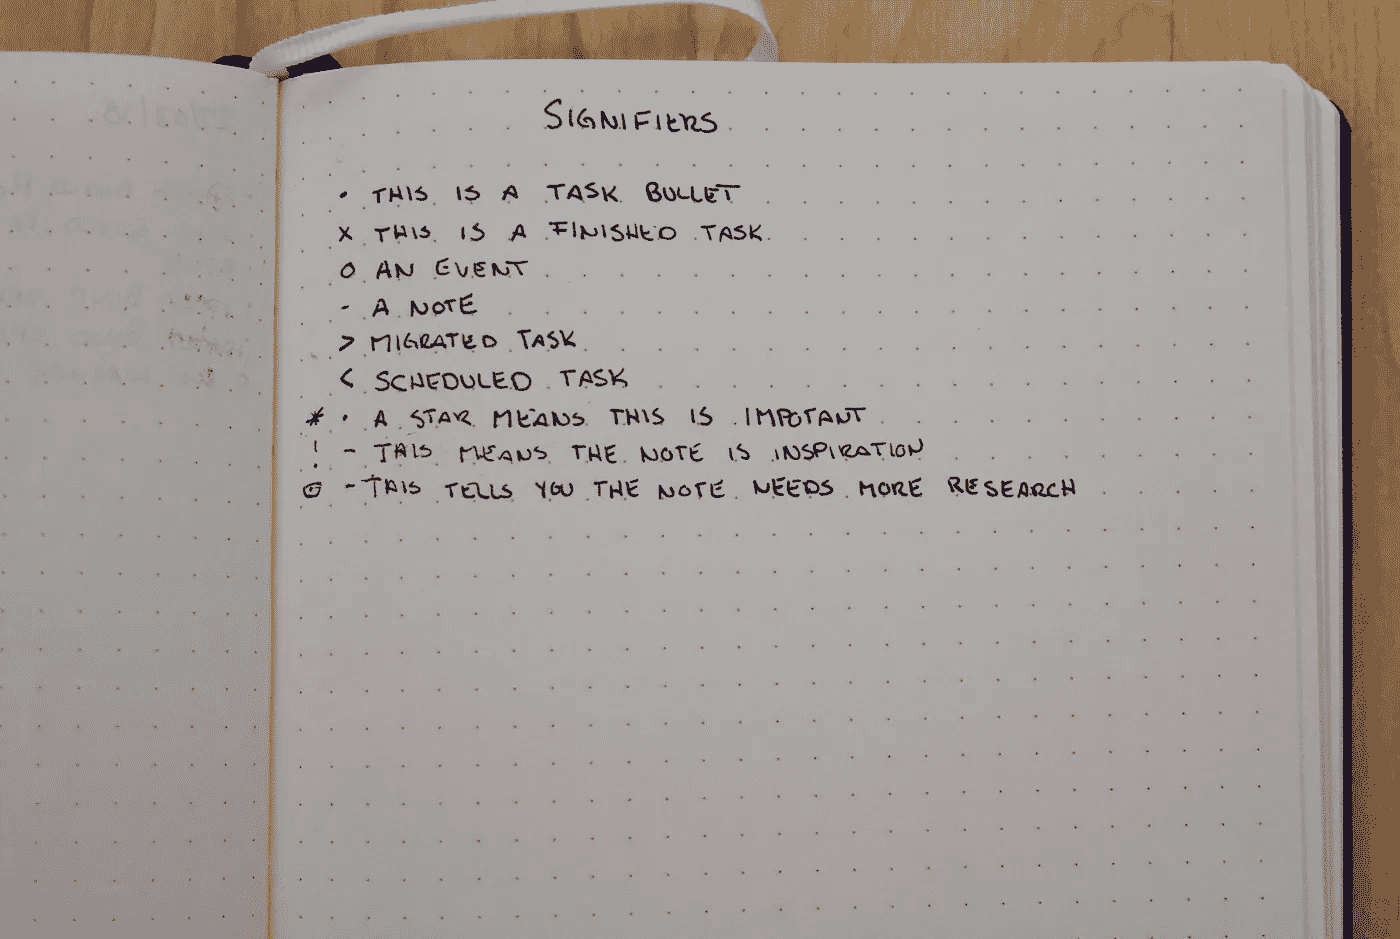 SIGNIFIERS
· THIS IS A TASK BULLET
X THIS IS A FINISHED TASK
O AN EVENT
- A NOTE
> MIGRATED TASK
< SCHEDULED TASK
* · A STAR MEANS THIS IS IMPOTANT
! - THIS MEANS THE NOTE IS INSPIRATION
⊙ - THIS TELLS YOU THE NOTE NEEDS MORE RESEARCH